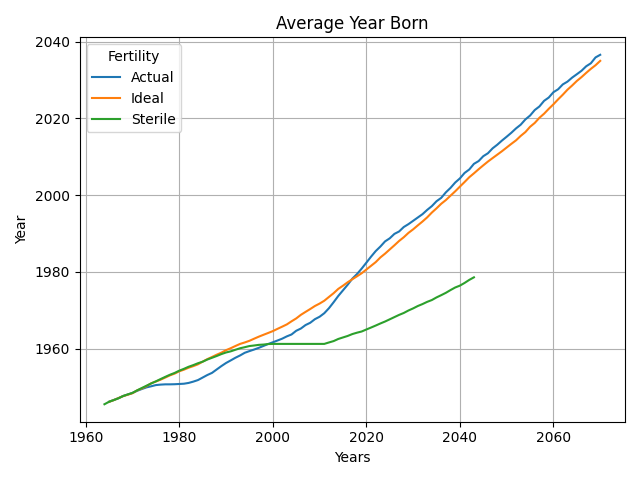 Average Year Born
Fertility
Actual
Ideal
Sterile
2040
2020
2000
1980
1960
Year
1960 1980 2000 2020 2040 2060
Years